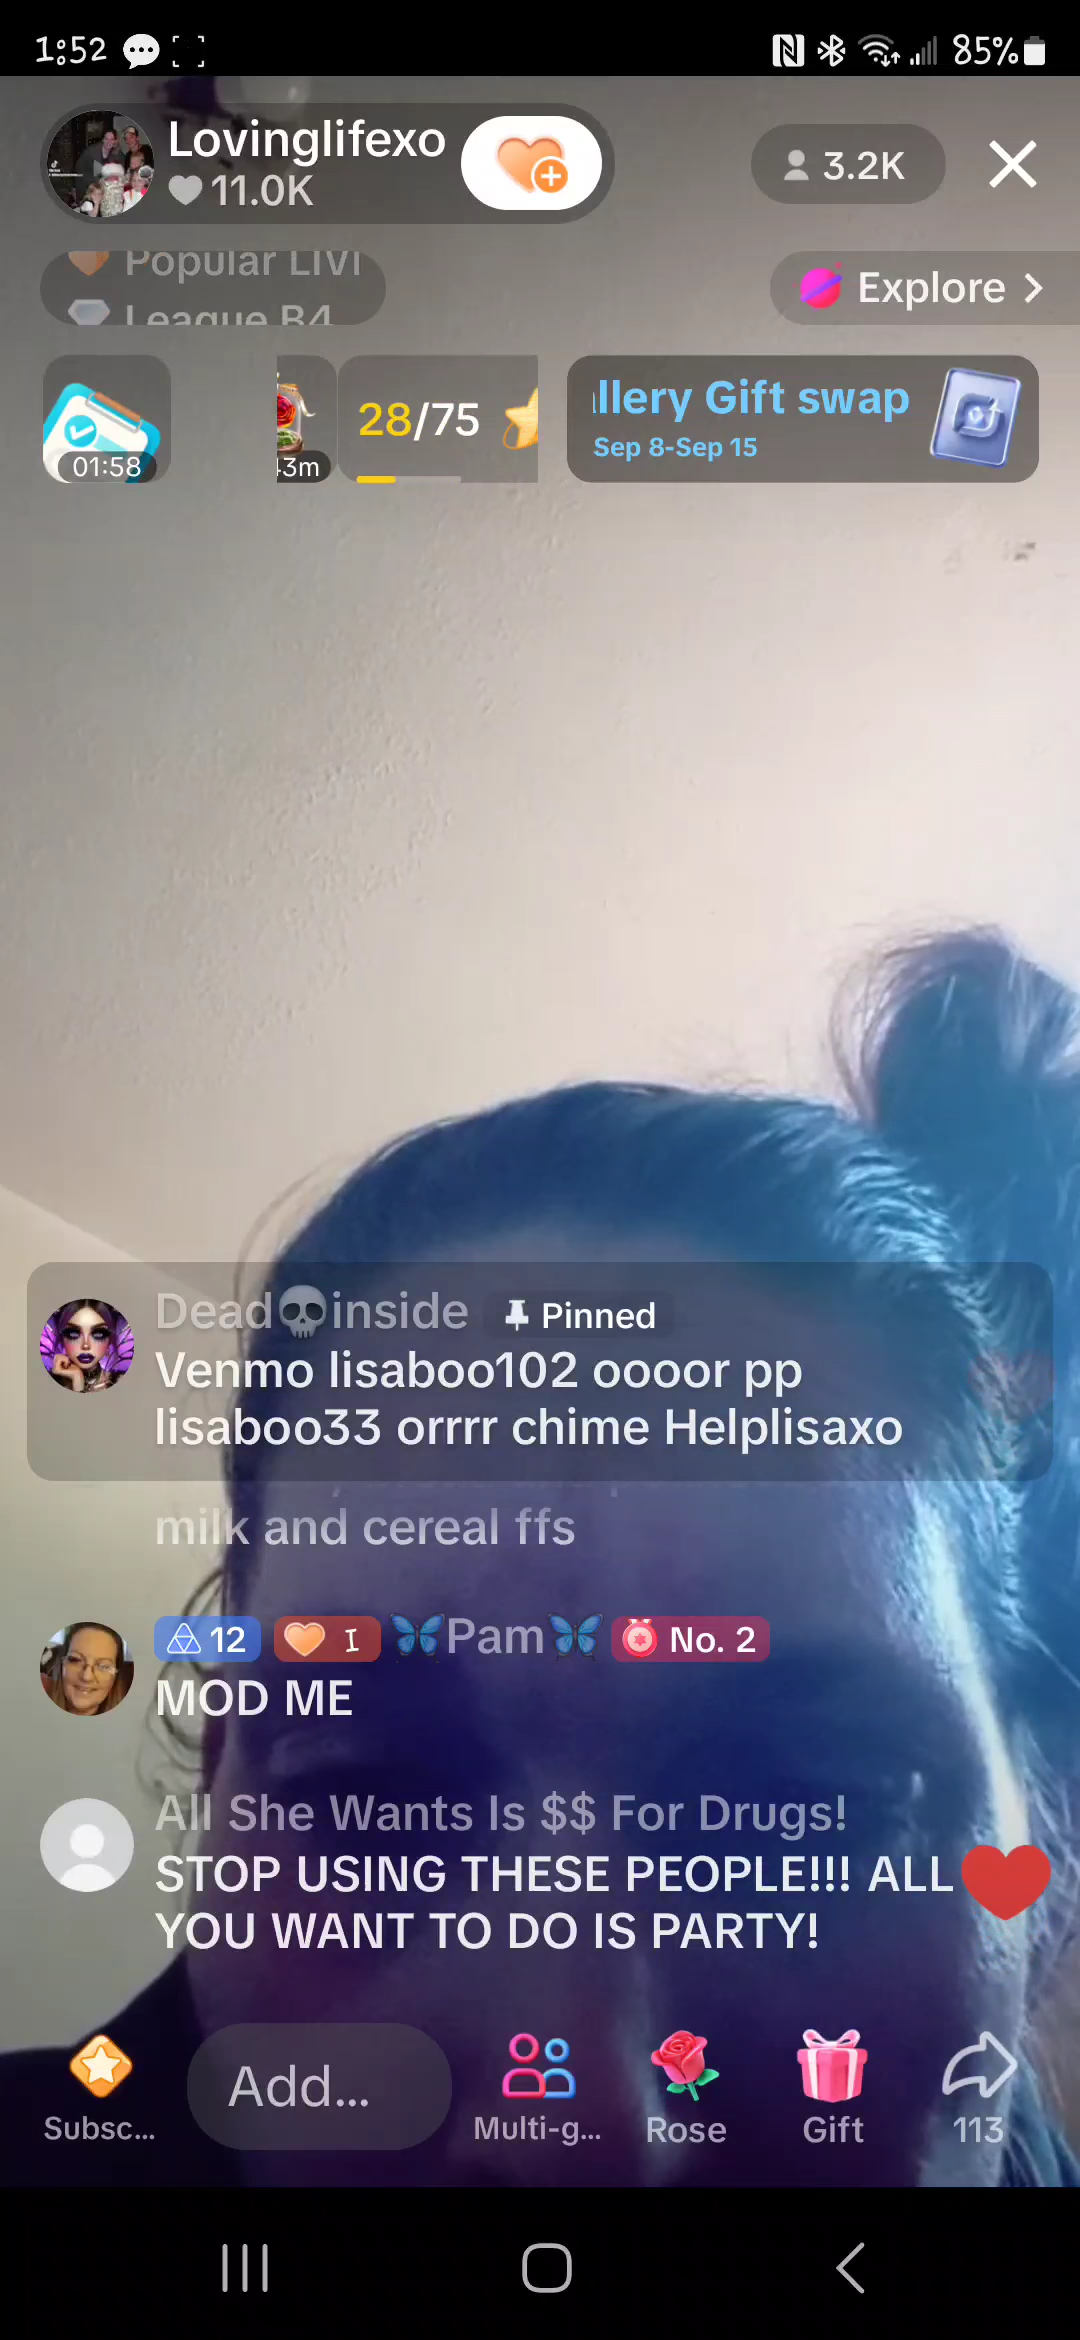 1:52
85%
Lovinglifexo
11.0K
3.2K
Popular LIVI
League B4
Explore >
01:58
3m
28/75
llery Gift swap
Sep 8-Sep 15
Dead💀inside Pinned
Venmo lisaboo102 oooor pp
lisaboo33 orrrr chime Helplisaxo
milk and cereal ffs
12 I 🦋Pam🦋 No. 2
MOD ME
All She Wants Is $$ For Drugs!
STOP USING THESE PEOPLE!!! ALL
YOU WANT TO DO IS PARTY!
Subsc...
Add...
Multi-g...
Rose
Gift
113